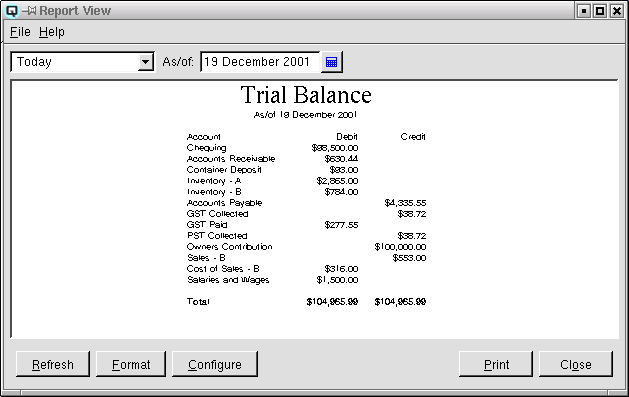 Report View
File Help
Today As/of: 19 December 2001
Trial Balance
As/of 19 December 2001
Account Debit Credit
Chequing $98,500.00
Accounts Receivable $630.44
Container Deposit $93.00
Inventory - A $2,865.00
Inventory - B $784.00
Accounts Payable $4,335.55
GST Collected $38.72
GST Paid $277.55
PST Collected $38.72
Owners Contribution $100,000.00
Sales - B $553.00
Cost of Sales - B $316.00
Salaries and Wages $1,500.00
Total $104,965.99 $104,965.99
Refresh Format Configure Print Close